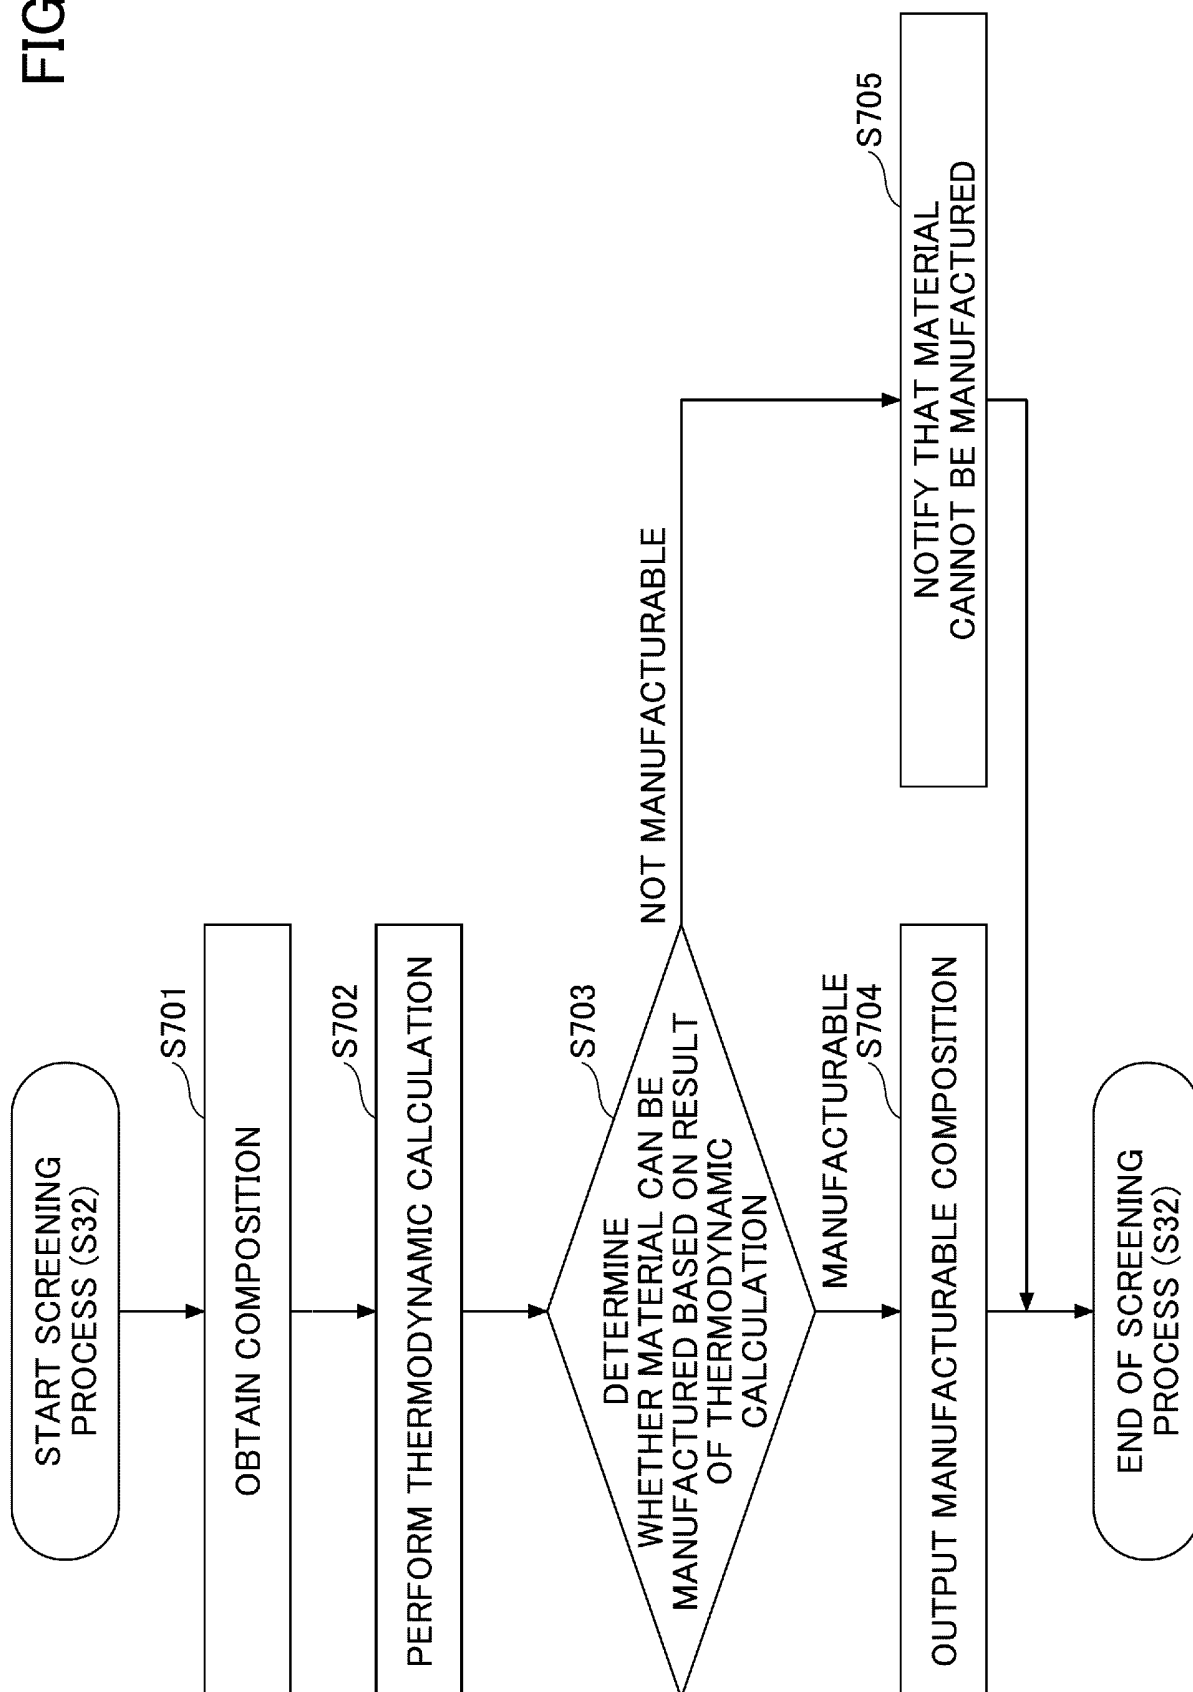 FIG
START SCREENING
PROCESS (S32)
S701
OBTAIN COMPOSITION
S702
PERFORM THERMODYNAMIC CALCULATION
S703
DETERMINE
WHETHER MATERIAL CAN BE
MANUFACTURED BASED ON RESULT
OF THERMODYNAMIC
CALCULATION
NOT MANUFACTURABLE
MANUFACTURABLE
S704
OUTPUT MANUFACTURABLE COMPOSITION
S705
NOTIFY THAT MATERIAL
CANNOT BE MANUFACTURED
END OF SCREENING
PROCESS (S32)